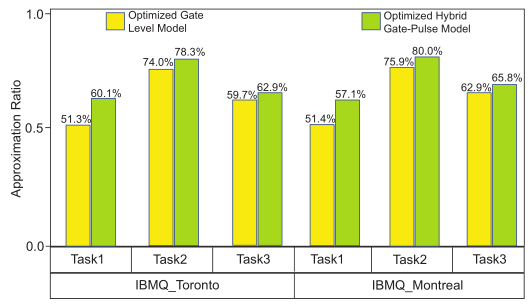 1.0
0.5
0.0
Approximation Ratio
Optimized Gate
Level Model
Optimized Hybrid
Gate-Pulse Model
51.3%
60.1%
74.0%
78.3%
59.7%
62.9%
51.4%
57.1%
75.9%
80.0%
62.9%
65.8%
Task1 Task2 Task3 Task1 Task2 Task3
IBMQ_Toronto IBMQ_Montreal